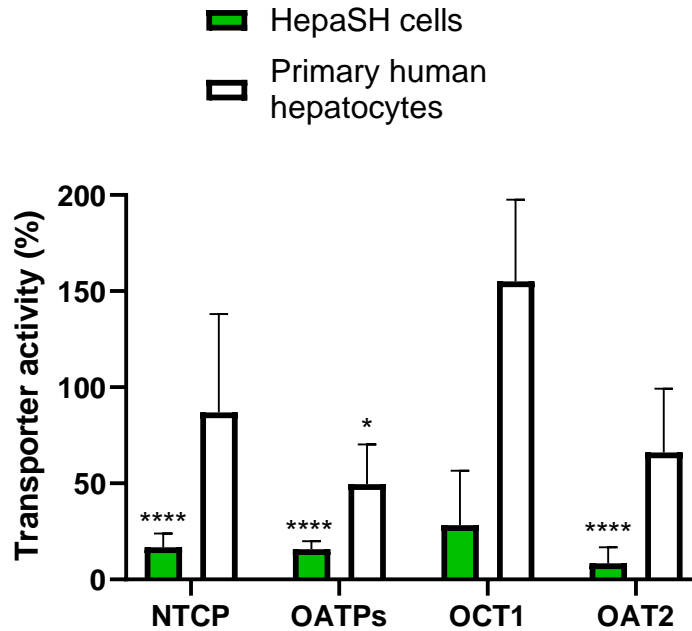 HepaSH cells
Primary human
hepatocytes
Transporter activity (%)
200
150
100
50
0
****
****
*
****
NTCP
OATPs
OCT1
OAT2